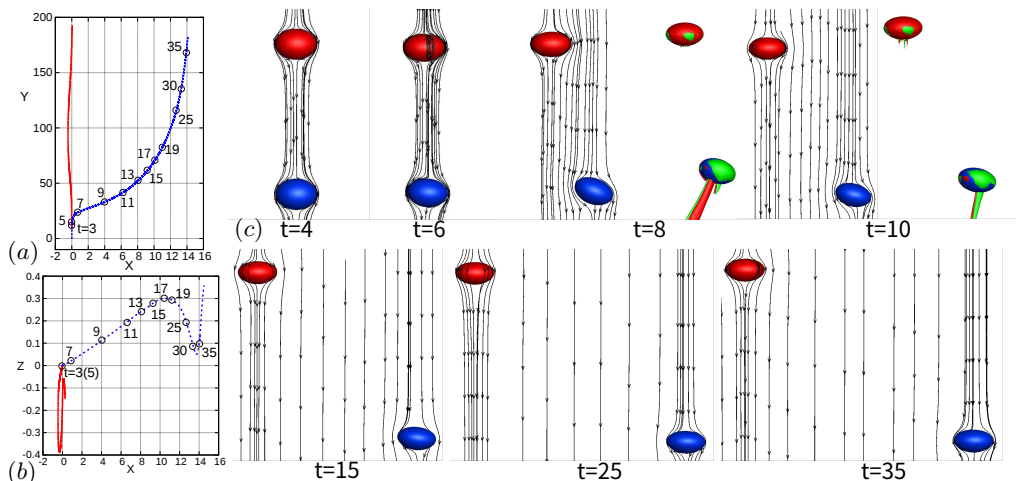 200
150
100
50
0
Y
35
30
25
19
17
15
13
11
9
7
5
t=3
-2 0 2 4 6 8 10 12 14 16
X
(a)
0.4
0.3
0.2
0.1
0
-0.1
-0.2
-0.3
-0.4
Z
17
19
13
15
11
9
25
7
30
35
t=3(5)
-2 0 2 4 6 8 10 12 14 16
X
(b)
(c)
t=4
t=6
t=8
t=10
t=15
t=25
t=35